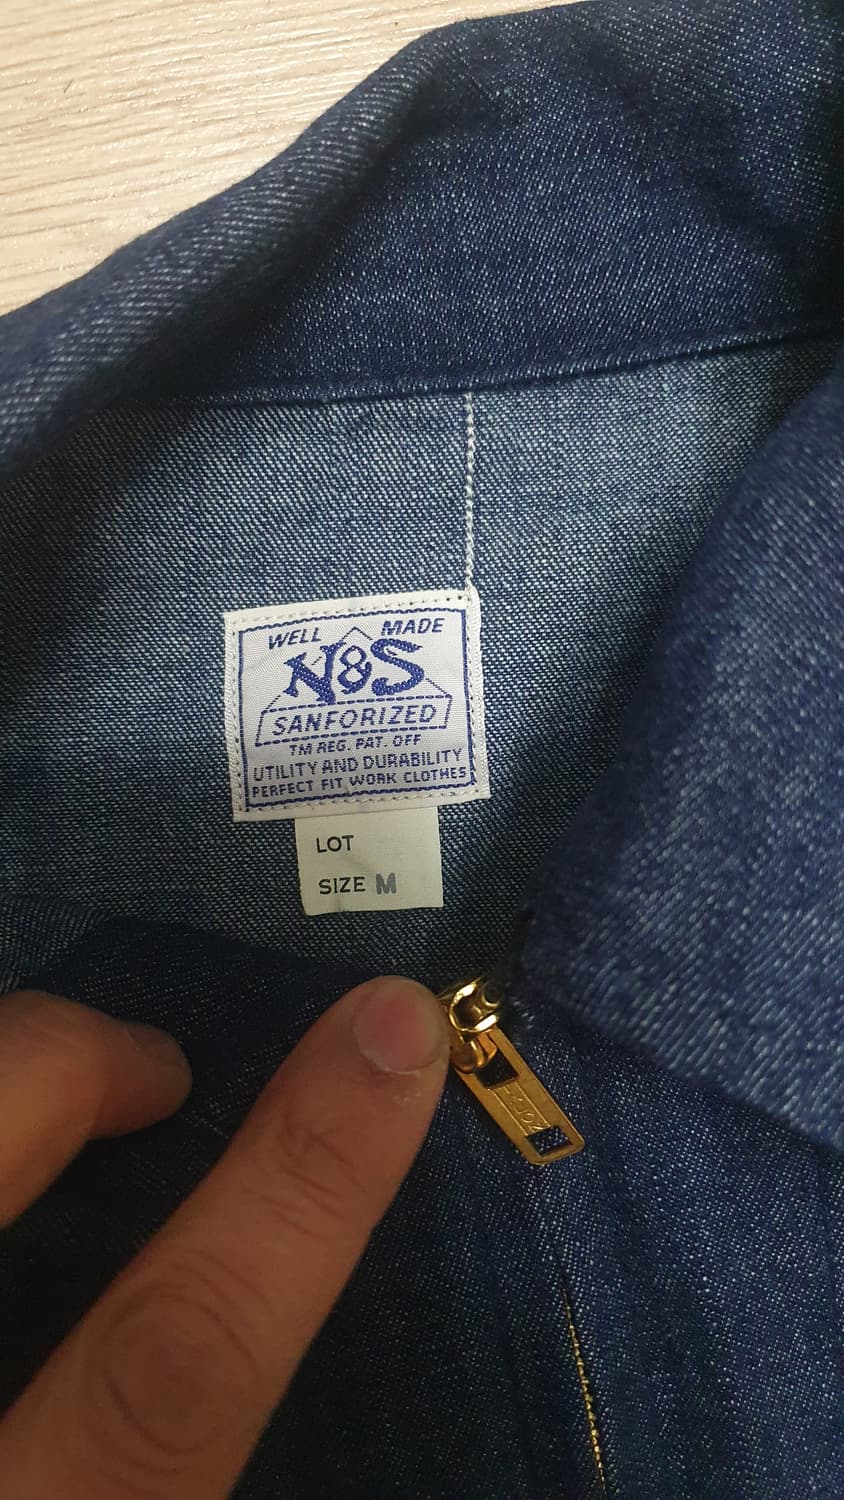 WELL MADE
N&S
SANFORIZED
TM REG. PAT. OFF
UTILITY AND DURABILITY
PERFECT FIT WORK CLOTHES
LOT
SIZE M